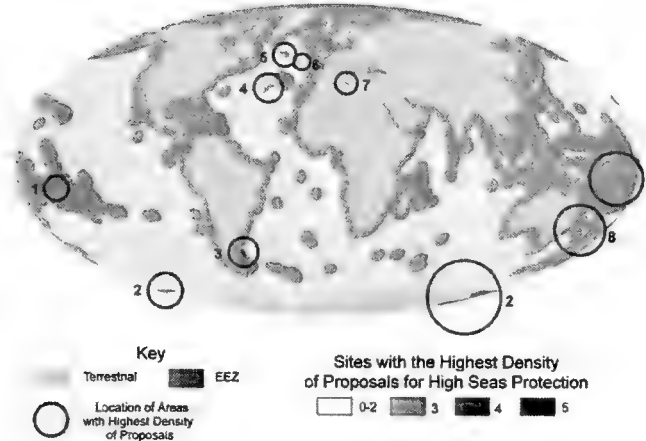 5
6
4
7
1
3
8
2
2
Key
Terrestrial
EEZ
Location of Areas
with Highest Density
of Proposals
Sites with the Highest Density
of Proposals for High Seas Protection
0-2
3
4
5